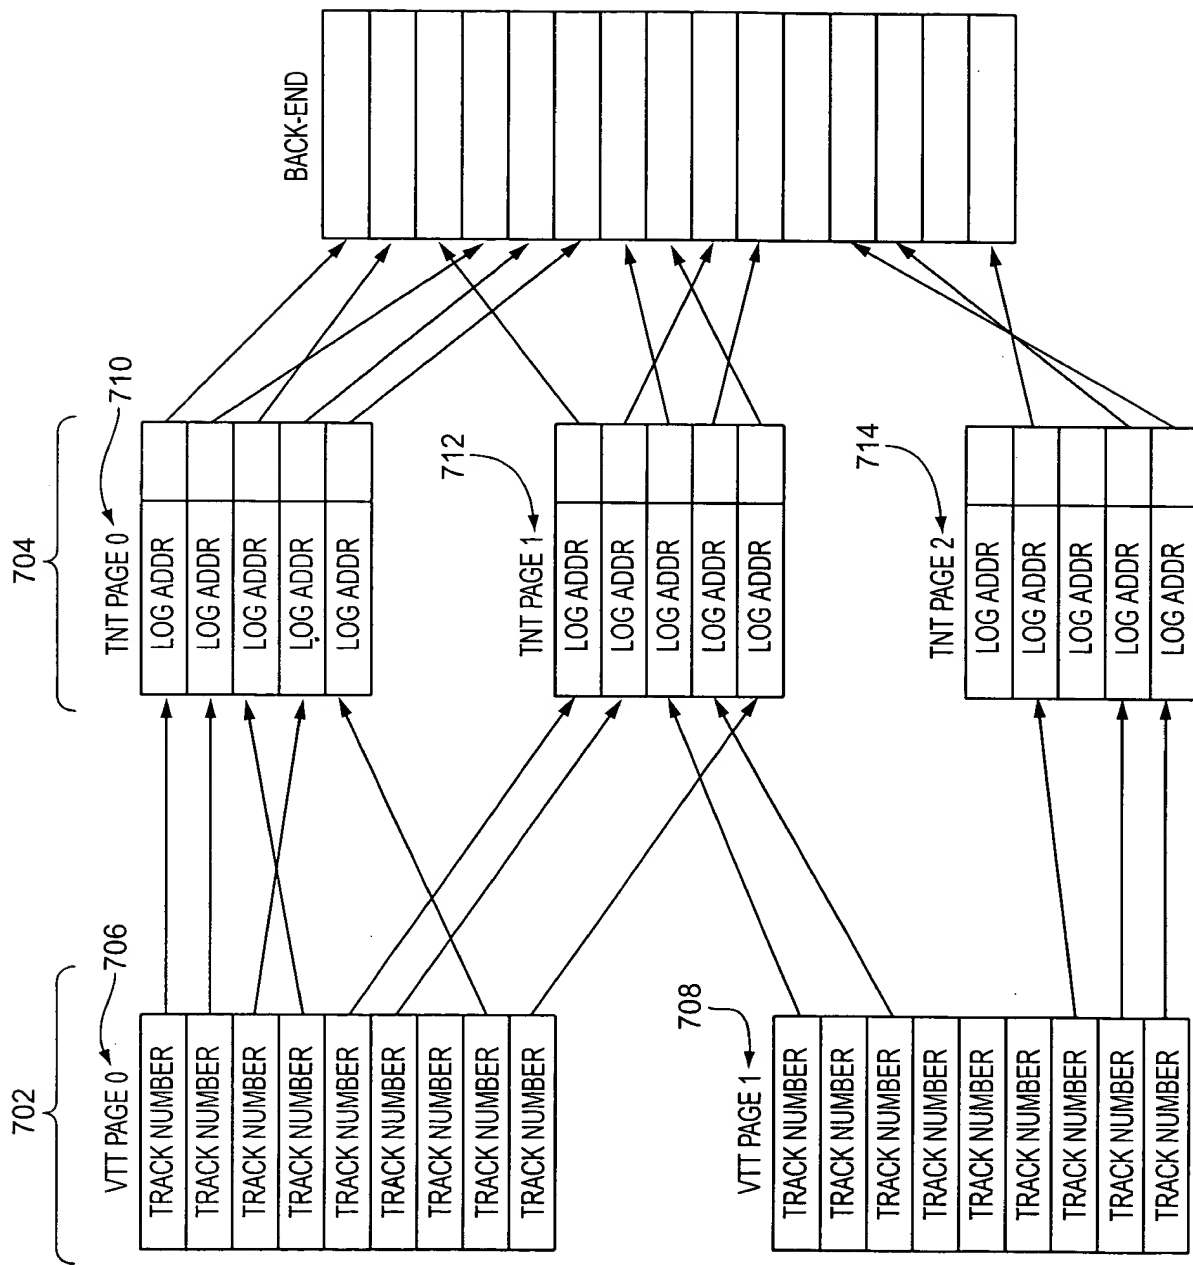 702
704
VTT PAGE 0
706
TRACK NUMBER
TRACK NUMBER
TRACK NUMBER
TRACK NUMBER
TRACK NUMBER
TRACK NUMBER
TRACK NUMBER
TRACK NUMBER
TRACK NUMBER
VTT PAGE 1
708
TRACK NUMBER
TRACK NUMBER
TRACK NUMBER
TRACK NUMBER
TRACK NUMBER
TRACK NUMBER
TRACK NUMBER
TRACK NUMBER
TRACK NUMBER
TNT PAGE 0
710
LOG ADDR
LOG ADDR
LOG ADDR
LOG ADDR
LOG ADDR
TNT PAGE 1
712
LOG ADDR
LOG ADDR
LOG ADDR
LOG ADDR
LOG ADDR
TNT PAGE 2
714
LOG ADDR
LOG ADDR
LOG ADDR
LOG ADDR
LOG ADDR
BACK-END